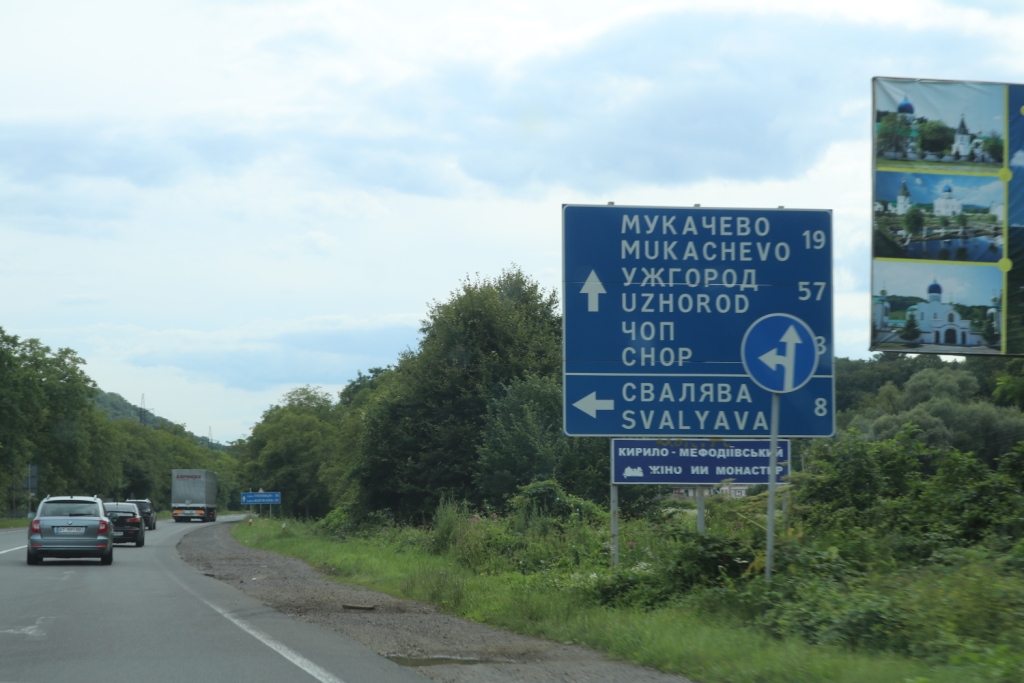 МУКАЧЕВО
MUKACHEVO 19
УЖГОРОД
UZHOROD 57
ЧОП
CHOP
СВАЛЯВА
SVALYAVA 8
КИРИЛО - МЕФОДІЇВСЬКИЙ
МОНАСТИР